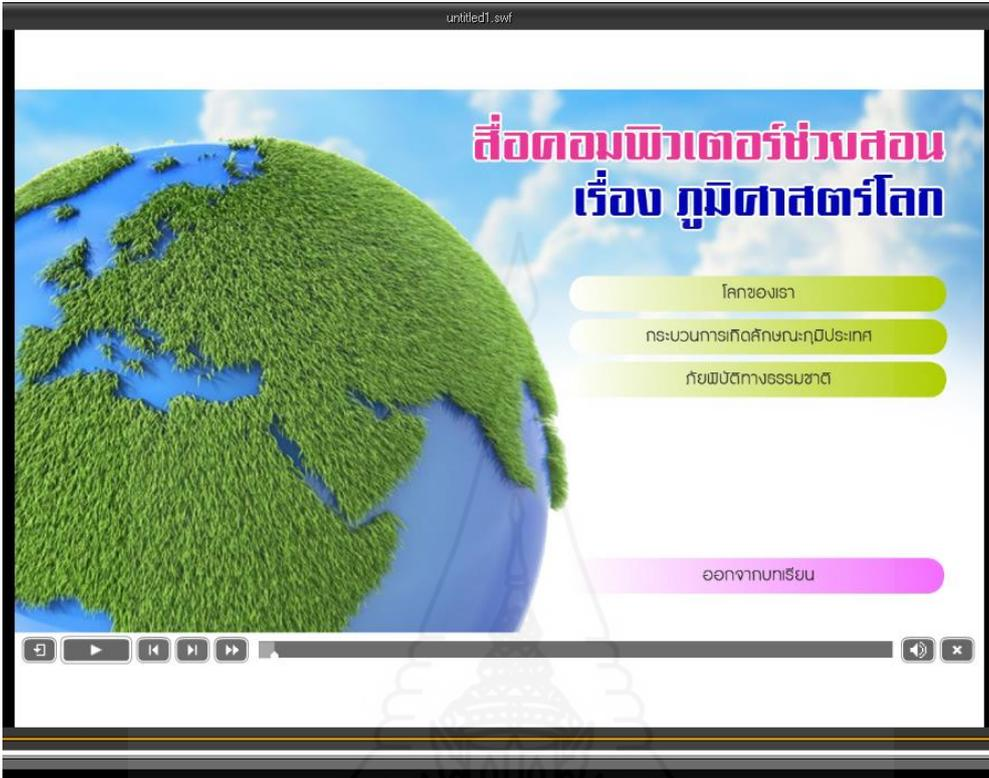 untitled1.swf
สื่อคอมพิวเตอร์ช่วยสอน
เรื่อง ภูมิศาสตร์โลก
โลกของเรา
กระบวนการเกิดลักษณะภูมิประเทศ
ภัยพิบัติทางธรรมชาติ
ออกจากบทเรียน